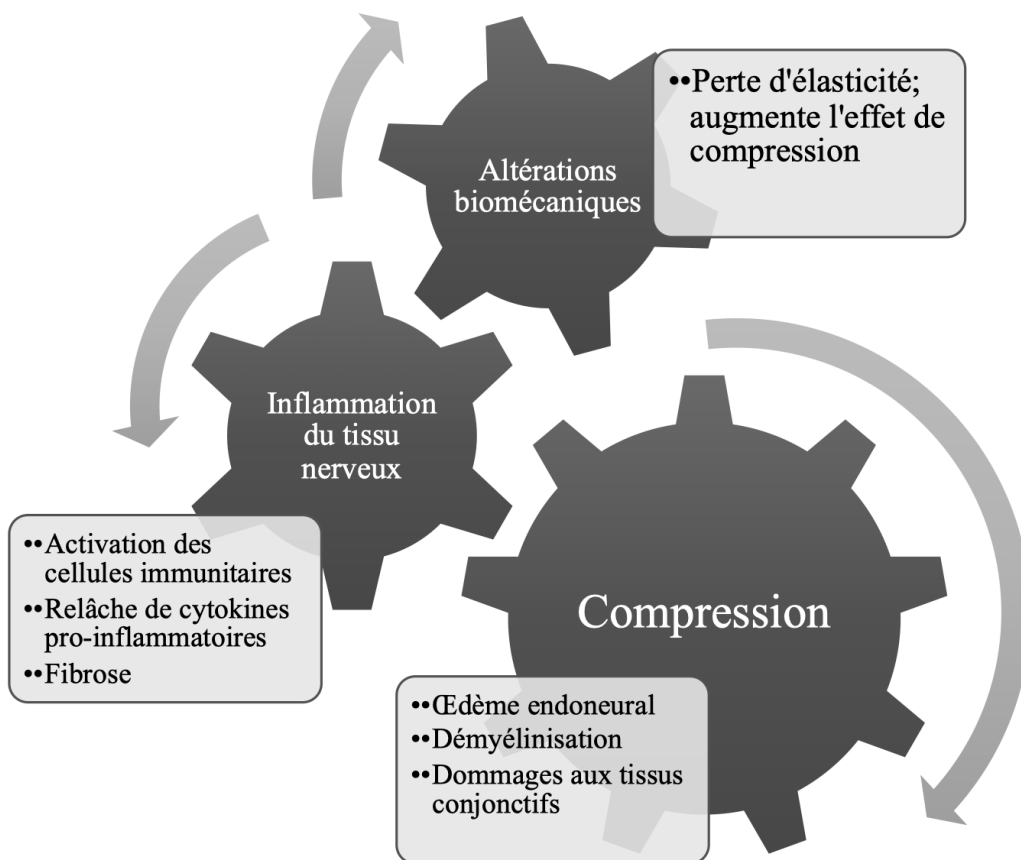 Altérations
biomécaniques
••Perte d'élasticité;
augmente l'effet de
compression
Inflammation
du tissu
nerveux
••Activation des
cellules immunitaires
••Relâche de cytokines
pro-inflammatoires
••Fibrose
Compression
••Œdème endoneural
••Démyélinisation
••Dommages aux tissus
conjonctifs